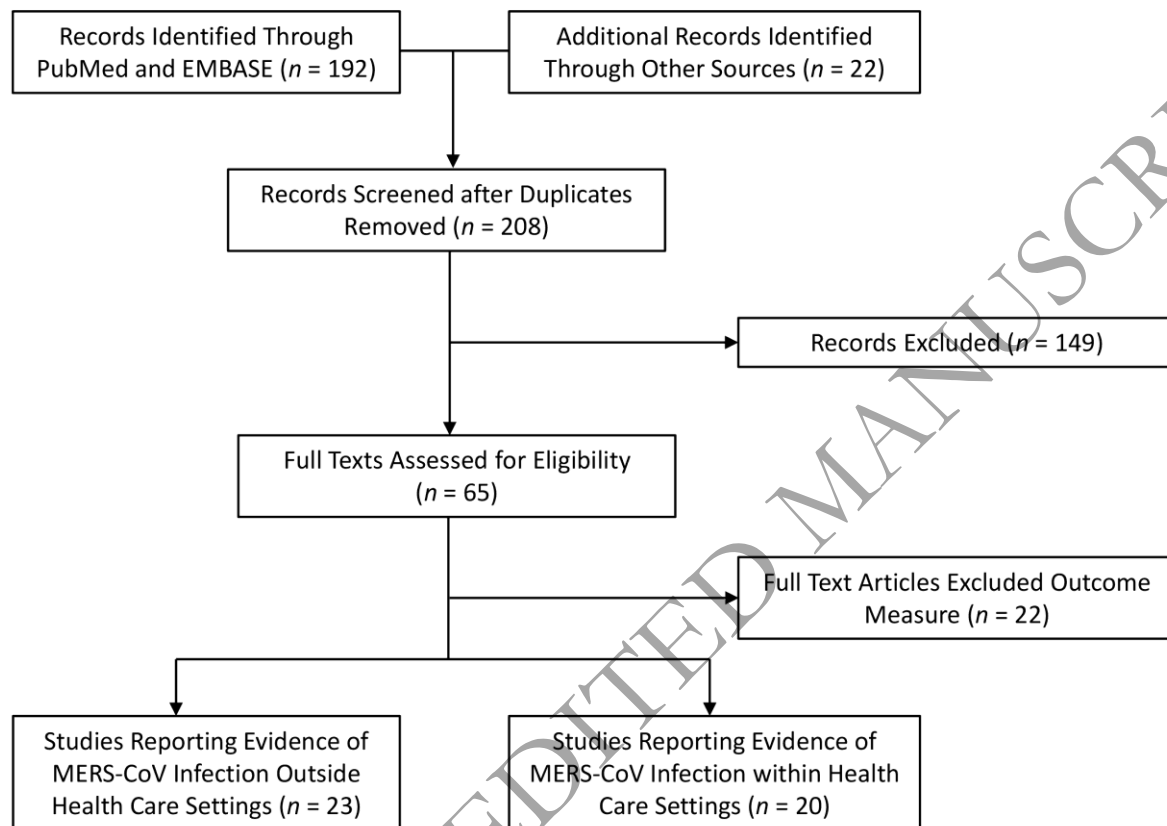 Records Identified Through
PubMed and EMBASE (n = 192)
Additional Records Identified
Through Other Sources (n = 22)
Records Screened after Duplicates
Removed (n = 208)
Records Excluded (n = 149)
Full Texts Assessed for Eligibility
(n = 65)
Full Text Articles Excluded Outcome
Measure (n = 22)
Studies Reporting Evidence of
MERS-CoV Infection Outside
Health Care Settings (n = 23)
Studies Reporting Evidence of
MERS-CoV Infection within Health
Care Settings (n = 20)
EDITED MANUSCR